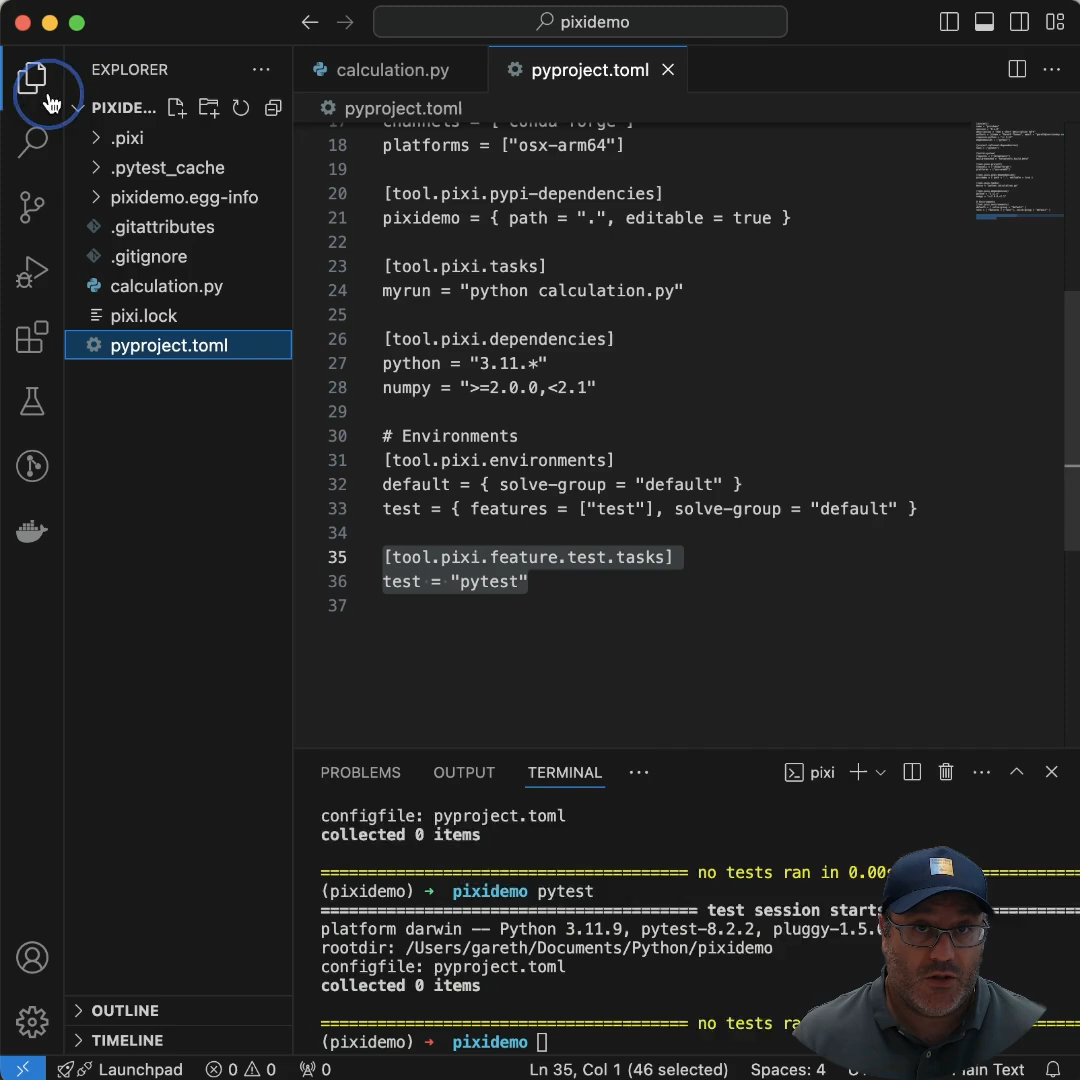 pixidemo
EXPLORER
PIXIDE...
.pixi
.pytest_cache
pixidemo.egg-info
.gitattributes
.gitignore
calculation.py
pixi.lock
pyproject.toml
OUTLINE
TIMELINE
calculation.py
pyproject.toml
pyproject.toml
17 channels = [ "conda-forge" ]
18 platforms = ["osx-arm64"]
19
20 [tool.pixi.pypi-dependencies]
21 pixidemo = { path = ".", editable = true }
22
23 [tool.pixi.tasks]
24 myrun = "python calculation.py"
25
26 [tool.pixi.dependencies]
27 python = "3.11.*"
28 numpy = ">=2.0.0,<2.1"
29
30 # Environments
31 [tool.pixi.environments]
32 default = { solve-group = "default" }
33 test = { features = ["test"], solve-group = "default" }
34
35 [tool.pixi.feature.test.tasks]
36 test = "pytest"
37
PROBLEMS OUTPUT TERMINAL ··· pixi
configfile: pyproject.toml
collected 0 items
no tests ran in 0.00
(pixidemo) → pixidemo pytest
test session starts
platform darwin -- Python 3.11.9, pytest-8.2.2, pluggy-1.5.
rootdir: /Users/gareth/Documents/Python/pixidemo
configfile: pyproject.toml
collected 0 items
no tests ra
(pixidemo) → pixidemo
Launchpad 0 0 0 Ln 35, Col 1 (46 selected) Spaces: 4 lain Text